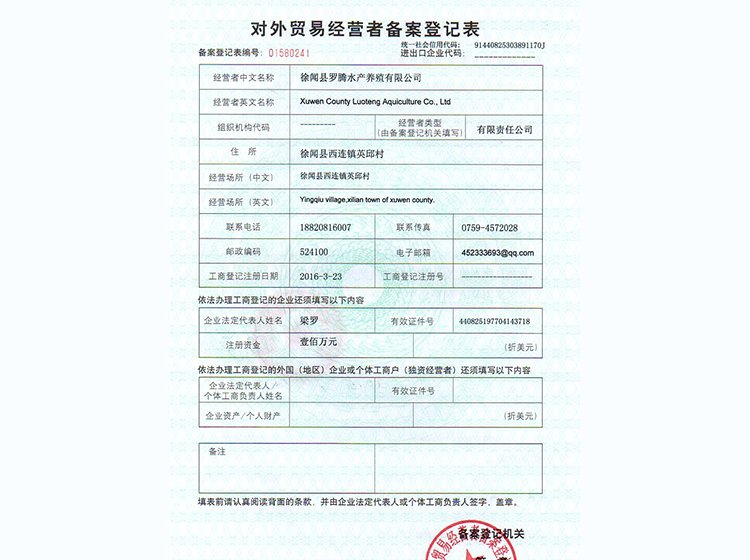 对外贸易经营者备案登记表
统一社会信用代码: 91440825303891170J
备案登记表编号: 01580241 进出口企业代码: --------------
经营者中文名称 徐闻县罗腾水产养殖有限公司
经营者英文名称 Xuwen County Luoteng Aquiculture Co., Ltd
组织机构代码 --------- 经营者类型 (由备案登记机关填写) 有限责任公司
住 所 徐闻县西连镇英邱村
经营场所（中文） 徐闻县西连镇英邱村
经营场所（英文） Yingqiu village,xilian town of xuwen county.
联系电话 18820816007 联系传真 0759-4572028
邮政编码 524100 电子邮箱 452333693@qq.com
工商登记注册日期 2016-3-23 工商登记注册号 ------------------
依法办理工商登记的企业还须填写以下内容
企业法定代表人姓名 梁罗 有效证件号 440825197704143718
注册资金 壹佰万元 (折美元)
依法办理工商登记的外国（地区）企业或个体工商户（独资经营者）还须填写以下内容
企业法定代表人/
个体工商负责人姓名 有效证件号
企业资产/个人财产 (折美元)
备注
填表前请认真阅读背面的条款，并由企业法定代表人或个体工商负责人签字、盖章。
备案登记机关